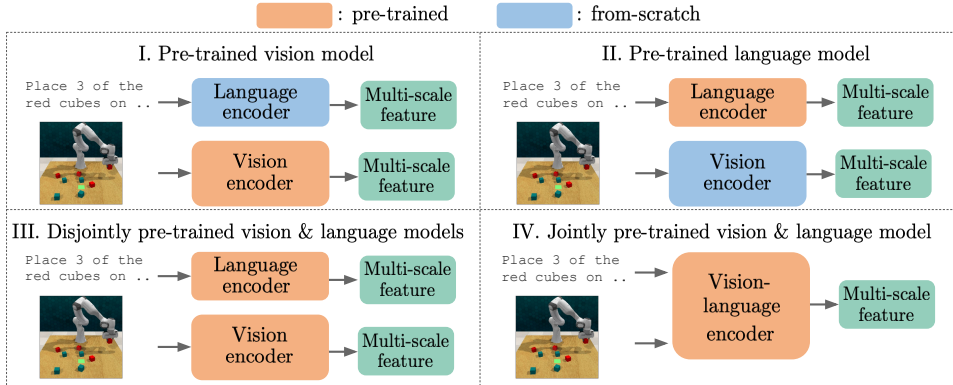 : pre-trained
: from-scratch
I. Pre-trained vision model
Place 3 of the
red cubes on ..
Language
encoder
Multi-scale
feature
Vision
encoder
Multi-scale
feature
II. Pre-trained language model
Place 3 of the
red cubes on ..
Language
encoder
Multi-scale
feature
Vision
encoder
Multi-scale
feature
III. Disjointly pre-trained vision & language models
Place 3 of the
red cubes on ..
Language
encoder
Multi-scale
feature
Vision
encoder
Multi-scale
feature
IV. Jointly pre-trained vision & language model
Place 3 of the
red cubes on ..
Vision-
language
encoder
Multi-scale
feature